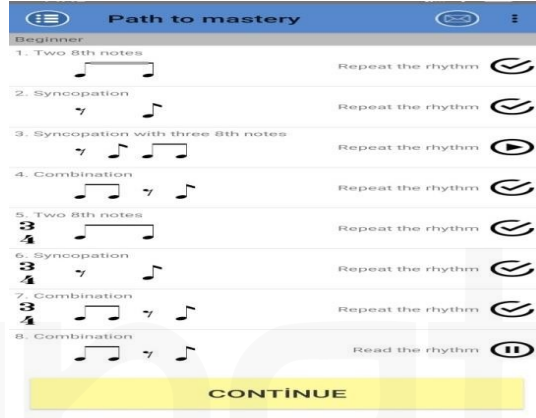 Path to mastery
Beginner
1. Two 8th notes
Repeat the rhythm
2. Syncopation
Repeat the rhythm
3. Syncopation with three 8th notes
Repeat the rhythm
4. Combination
Repeat the rhythm
5. Two 8th notes
3
4
Repeat the rhythm
6. Syncopation
3
4
Repeat the rhythm
7. Combination
3
4
Repeat the rhythm
8. Combination
Read the rhythm
CONTİNUE